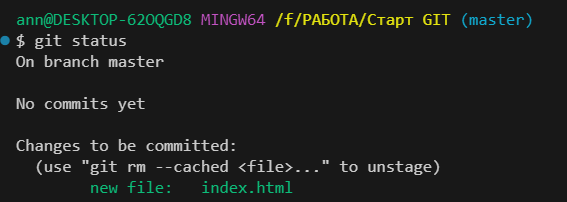 ann@DESKTOP-62OQGD8 MINGW64 /f/РАБОТА/Старт GIT (master)
$ git status
On branch master
No commits yet
Changes to be committed:
(use "git rm --cached <file>..." to unstage)
new file: index.html